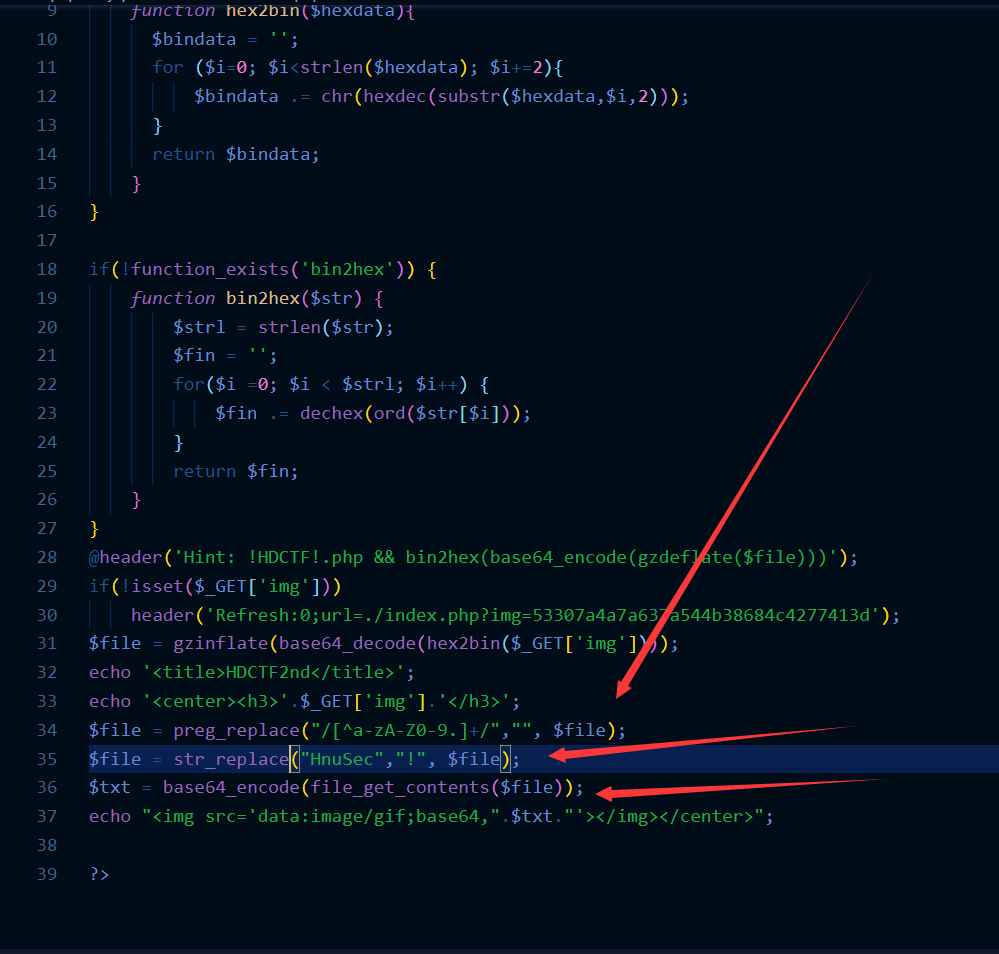 9 function hex2bin($hexdata){
10 $bindata = '';
11 for ($i=0; $i<strlen($hexdata); $i+=2){
12 $bindata .= chr(hexdec(substr($hexdata,$i,2)));
13 }
14 return $bindata;
15 }
16 }
17
18 if(!function_exists('bin2hex')) {
19 function bin2hex($str) {
20 $strl = strlen($str);
21 $fin = '';
22 for($i =0; $i < $strl; $i++) {
23 $fin .= dechex(ord($str[$i]));
24 }
25 return $fin;
26 }
27 }
28 @header('Hint: !HDCTF!.php && bin2hex(base64_encode(gzdeflate($file)))');
29 if(!isset($_GET['img']))
30 header('Refresh:0;url=./index.php?img=53307a4a7a637a544b38684c4277413d');
31 $file = gzinflate(base64_decode(hex2bin($_GET['img'])));
32 echo '<title>HDCTF2nd</title>';
33 echo '<center><h3>'.$_GET['img'].'</h3>';
34 $file = preg_replace("/[^a-zA-Z0-9.]+/","", $file);
35 $file = str_replace("HnuSec","!", $file);
36 $txt = base64_encode(file_get_contents($file));
37 echo "<img src='data:image/gif;base64,".$txt."'></img></center>";
38
39 ?>